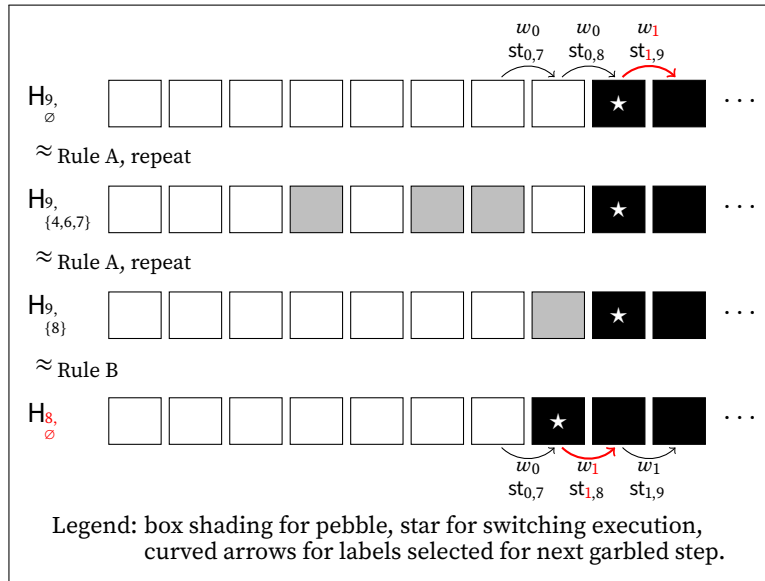 w₀ w₀ w₁
st₀,₇ st₀,₈ st₁,₉
H₉,∅ ★ ···
≈ Rule A, repeat
H₉,{4,6,7} ★ ···
≈ Rule A, repeat
H₉,{8} ★ ···
≈ Rule B
H₈,∅ ★ ···
w₀ w₁ w₁
st₀,₇ st₁,₈ st₁,₉
Legend: box shading for pebble, star for switching execution,
curved arrows for labels selected for next garbled step.